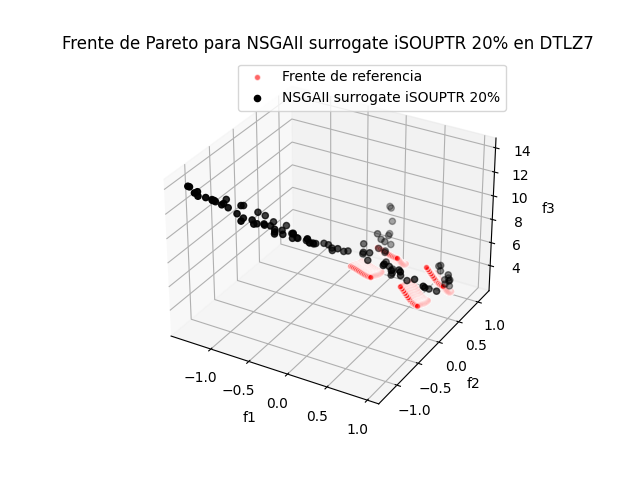 Frente de Pareto para NSGAII surrogate iSOUPTR 20% en DTLZ7
Frente de referencia
NSGAII surrogate iSOUPTR 20%
14
12
10
8
6
4
f3
1.0
0.5
0.0
−0.5
−1.0
f2
−1.0
−0.5
0.0
0.5
1.0
f1